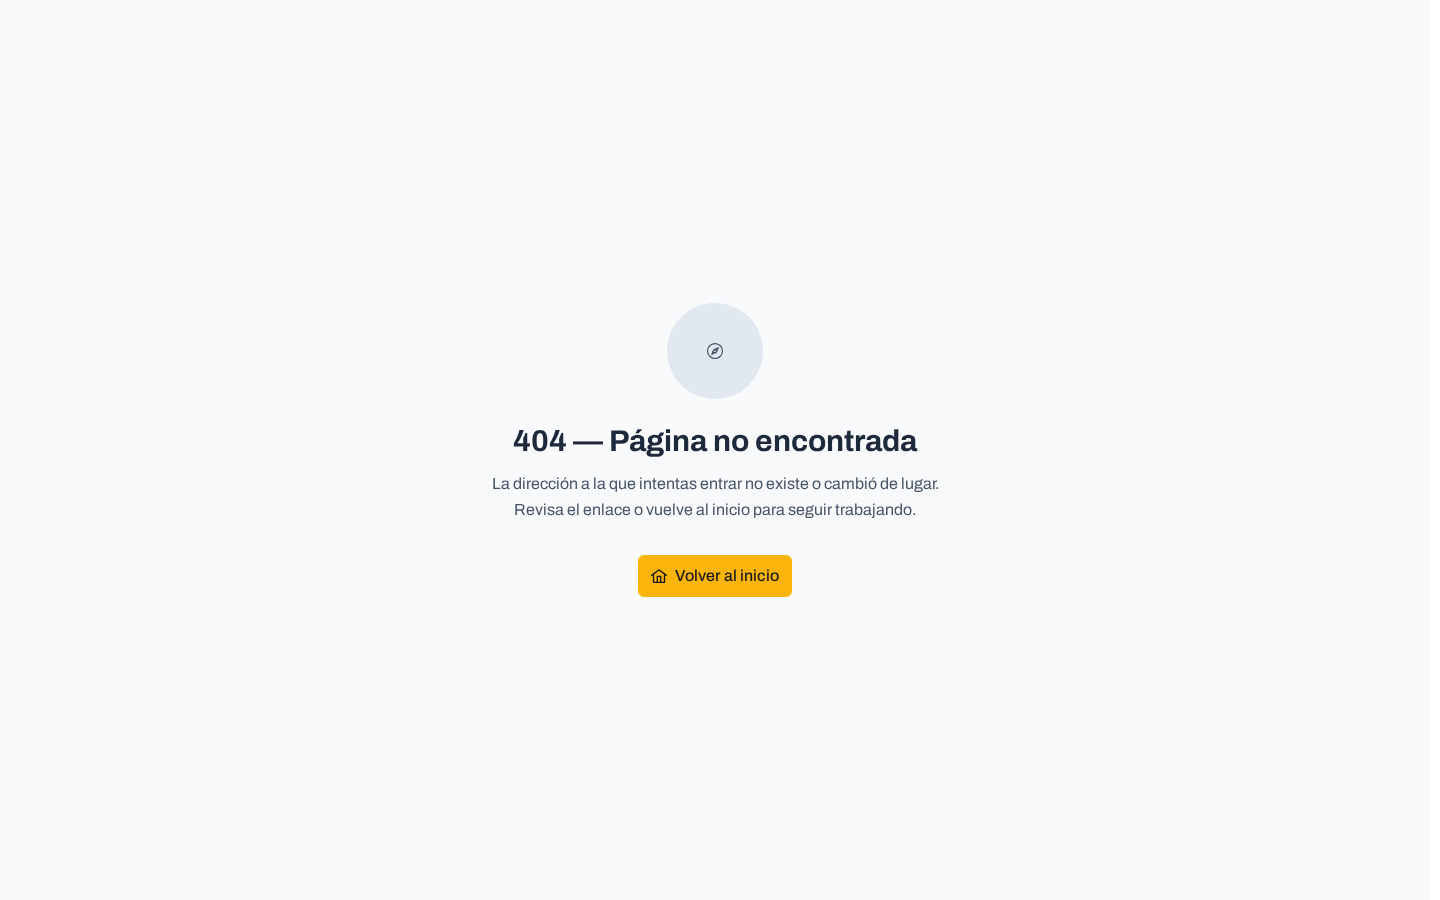 404 — Página no encontrada
La dirección a la que intentas entrar no existe o cambió de lugar.
Revisa el enlace o vuelve al inicio para seguir trabajando.
Volver al inicio